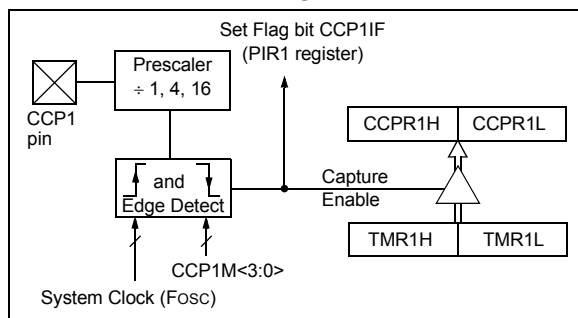 Set Flag bit CCP1IF
(PIR1 register)
Prescaler
÷ 1, 4, 16
CCP1
pin
CCPR1H
CCPR1L
and
Edge Detect
Capture
Enable
TMR1H
TMR1L
CCP1M<3:0>
System Clock (FOSC)